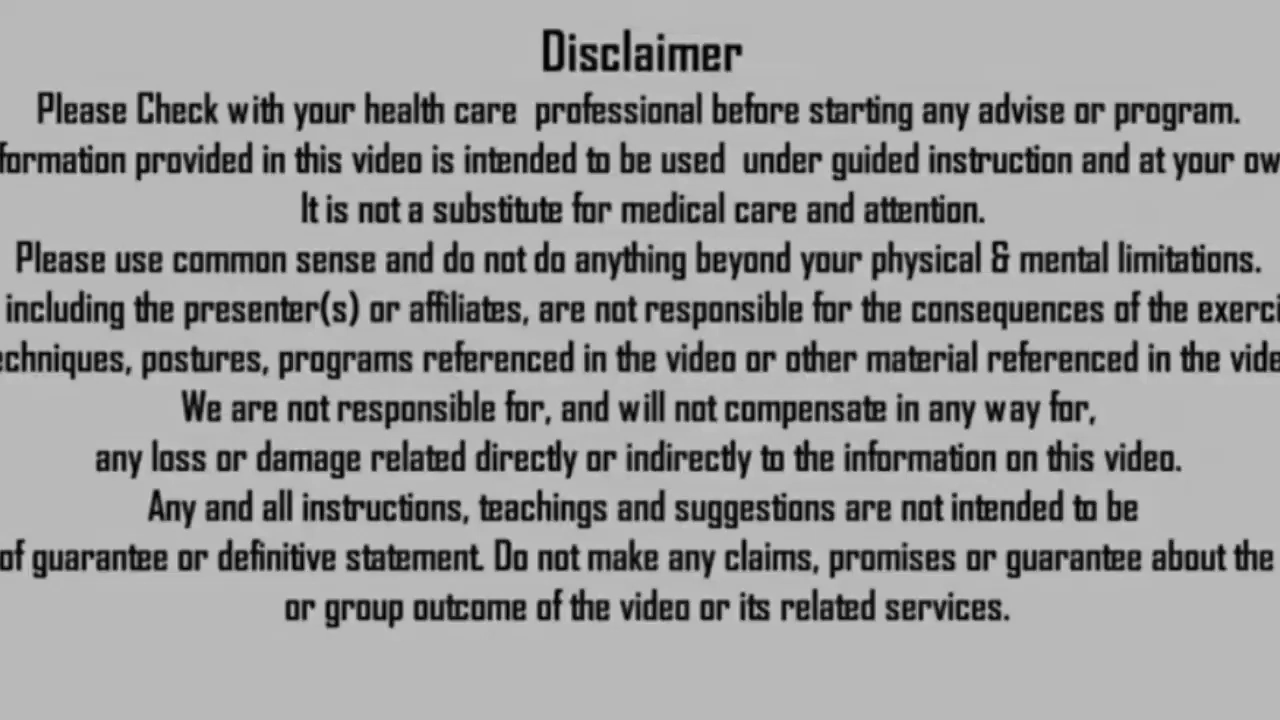 Disclaimer
Please Check with your health care professional before starting any advise or program.
formation provided in this video is intended to be used under guided instruction and at your ow
It is not a substitute for medical care and attention.
Please use common sense and do not do anything beyond your physical & mental limitations.
including the presenter(s) or affiliates, are not responsible for the consequences of the exerci
echniques, postures, programs referenced in the video or other material referenced in the vide
We are not responsible for, and will not compensate in any way for,
any loss or damage related directly or indirectly to the information on this video.
Any and all instructions, teachings and suggestions are not intended to be
of guarantee or definitive statement. Do not make any claims, promises or guarantee about the
or group outcome of the video or its related services.